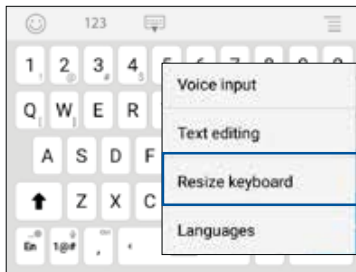 123
1 2 3 4
Voice input
Q W E R
Text editing
A S D F
Resize keyboard
Z X C
Languages
En 1@# , ‘